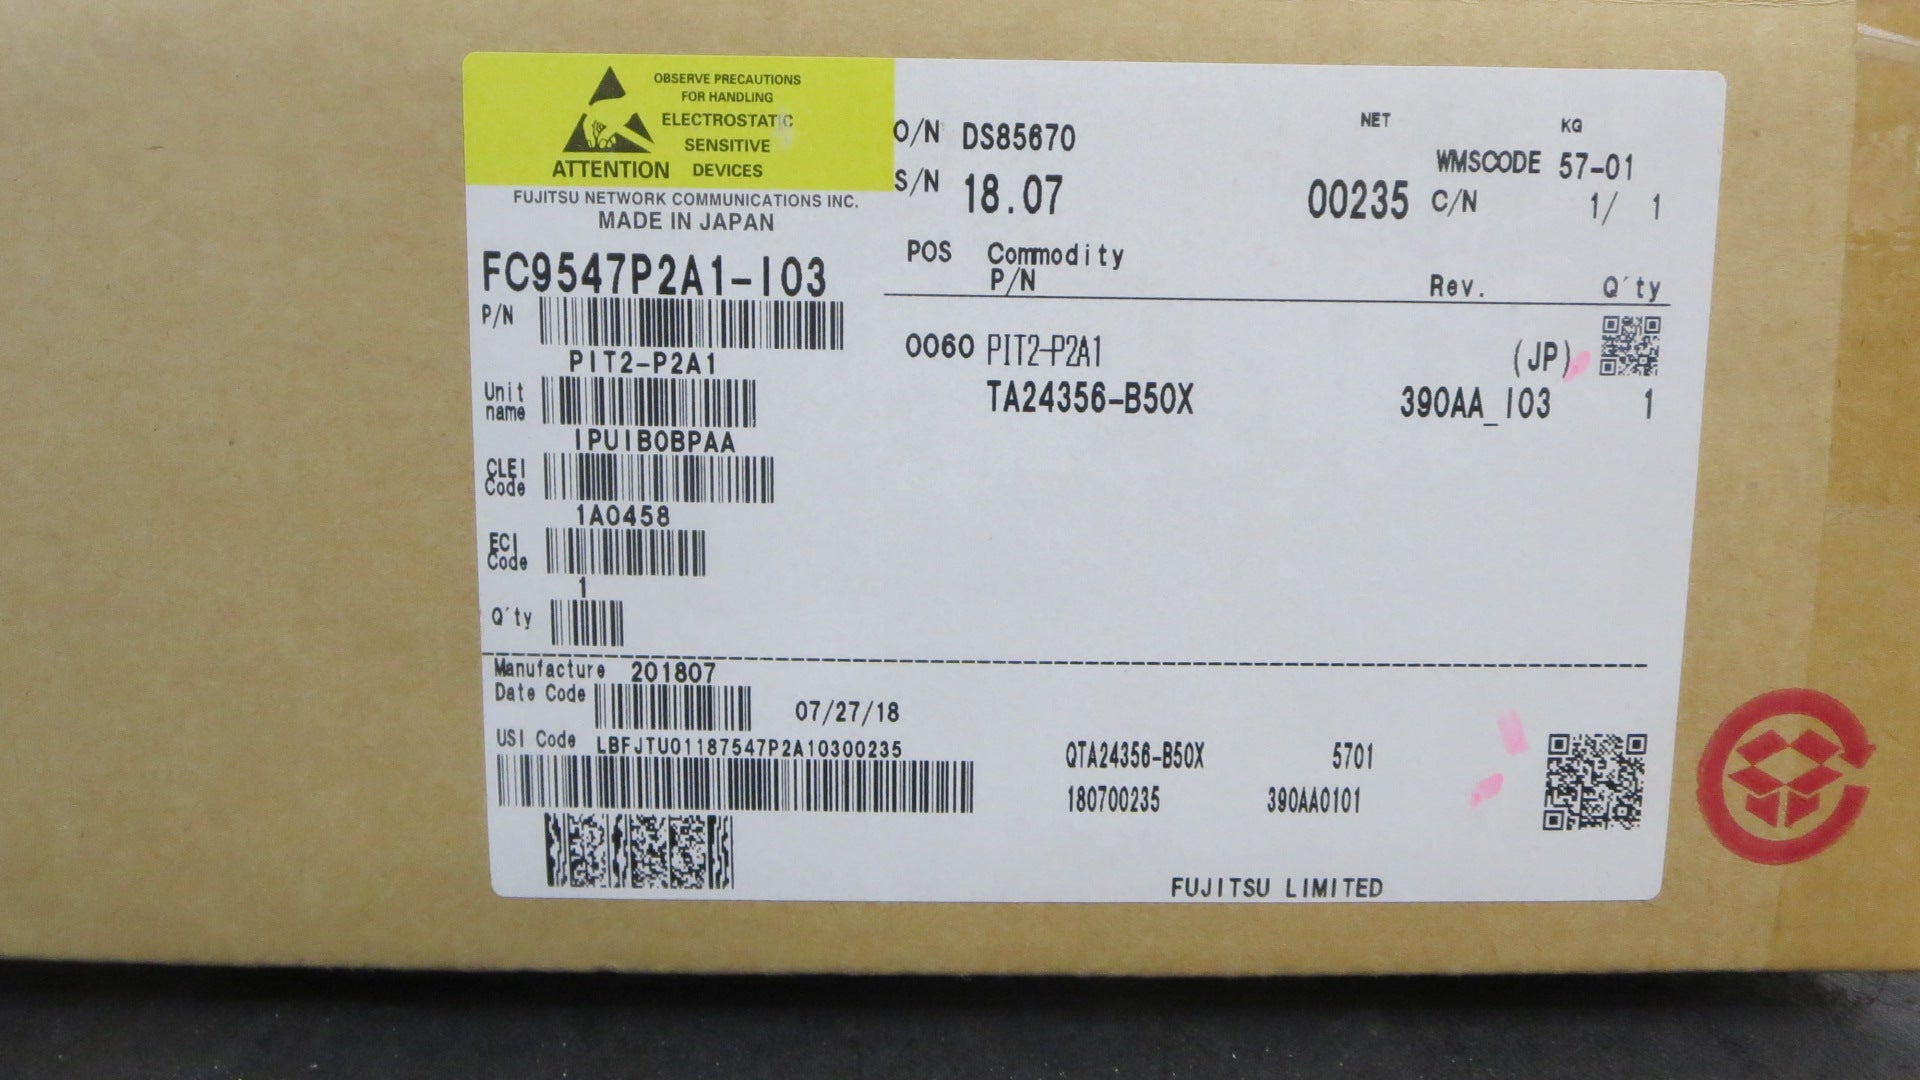 OBSERVE PRECAUTIONS
FOR HANDLING
ELECTROSTATIC
SENSITIVE
DEVICES
ATTENTION
FUJITSU NETWORK COMMUNICATIONS INC.
MADE IN JAPAN
FC9547P2A1-I03
P/N
PIT2-P2A1
Unit
name
IPUIB0BPAA
CLEI
Code
1A0458
ECI
Code
1
Q'ty
O/N DS85670
NET KG
WMSCODE 57-01
S/N 18.07 00235 C/N 1/ 1
POS Commodity
P/N Rev. Q'ty
0060 PIT2-P2A1 (JP)
TA24356-B50X 390AA_I03 1
Manufacture 201807
Date Code 07/27/18
USI Code LBFJTU01187547P2A10300235
QTA24356-B50X 5701
180700235 390AA0101
FUJITSU LIMITED